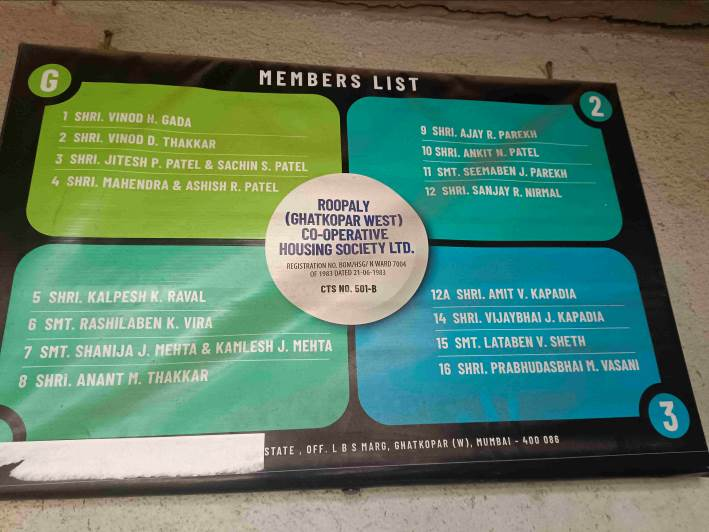 MEMBERS LIST
G
1 SHRI. VINOD H. GADA
2 SHRI. VINOD D. THAKKAR
3 SHRI. JITESH P. PATEL & SACHIN S. PATEL
4 SHRI. MAHENDRA & ASHISH R. PATEL
2
9 SHRI. AJAY R. PAREKH
10 SHRI. ANKIT N. PATEL
11 SMT. SEEMABEN J. PAREKH
12 SHRI. SANJAY R. NIRMAL
ROOPALY
(GHATKOPAR WEST)
CO-OPERATIVE
HOUSING SOCIETY LTD.
REGISTRATION NO. BOM/HSG/ N WARD 7004
OF 1983 DATED 21-06-1983
CTS NO. 501-B
5 SHRI. KALPESH K. RAVAL
6 SMT. RASHILABEN K. VIRA
7 SMT. SHANIJA J. MEHTA & KAMLESH J. MEHTA
8 SHRI. ANANT M. THAKKAR
12A SHRI. AMIT V. KAPADIA
14 SHRI. VIJAYBHAI J. KAPADIA
15 SMT. LATABEN V. SHETH
16 SHRI. PRABHUDASBHAI M. VASANI
3
STATE , OFF. L B S MARG, GHATKOPAR (W), MUMBAI - 400 086